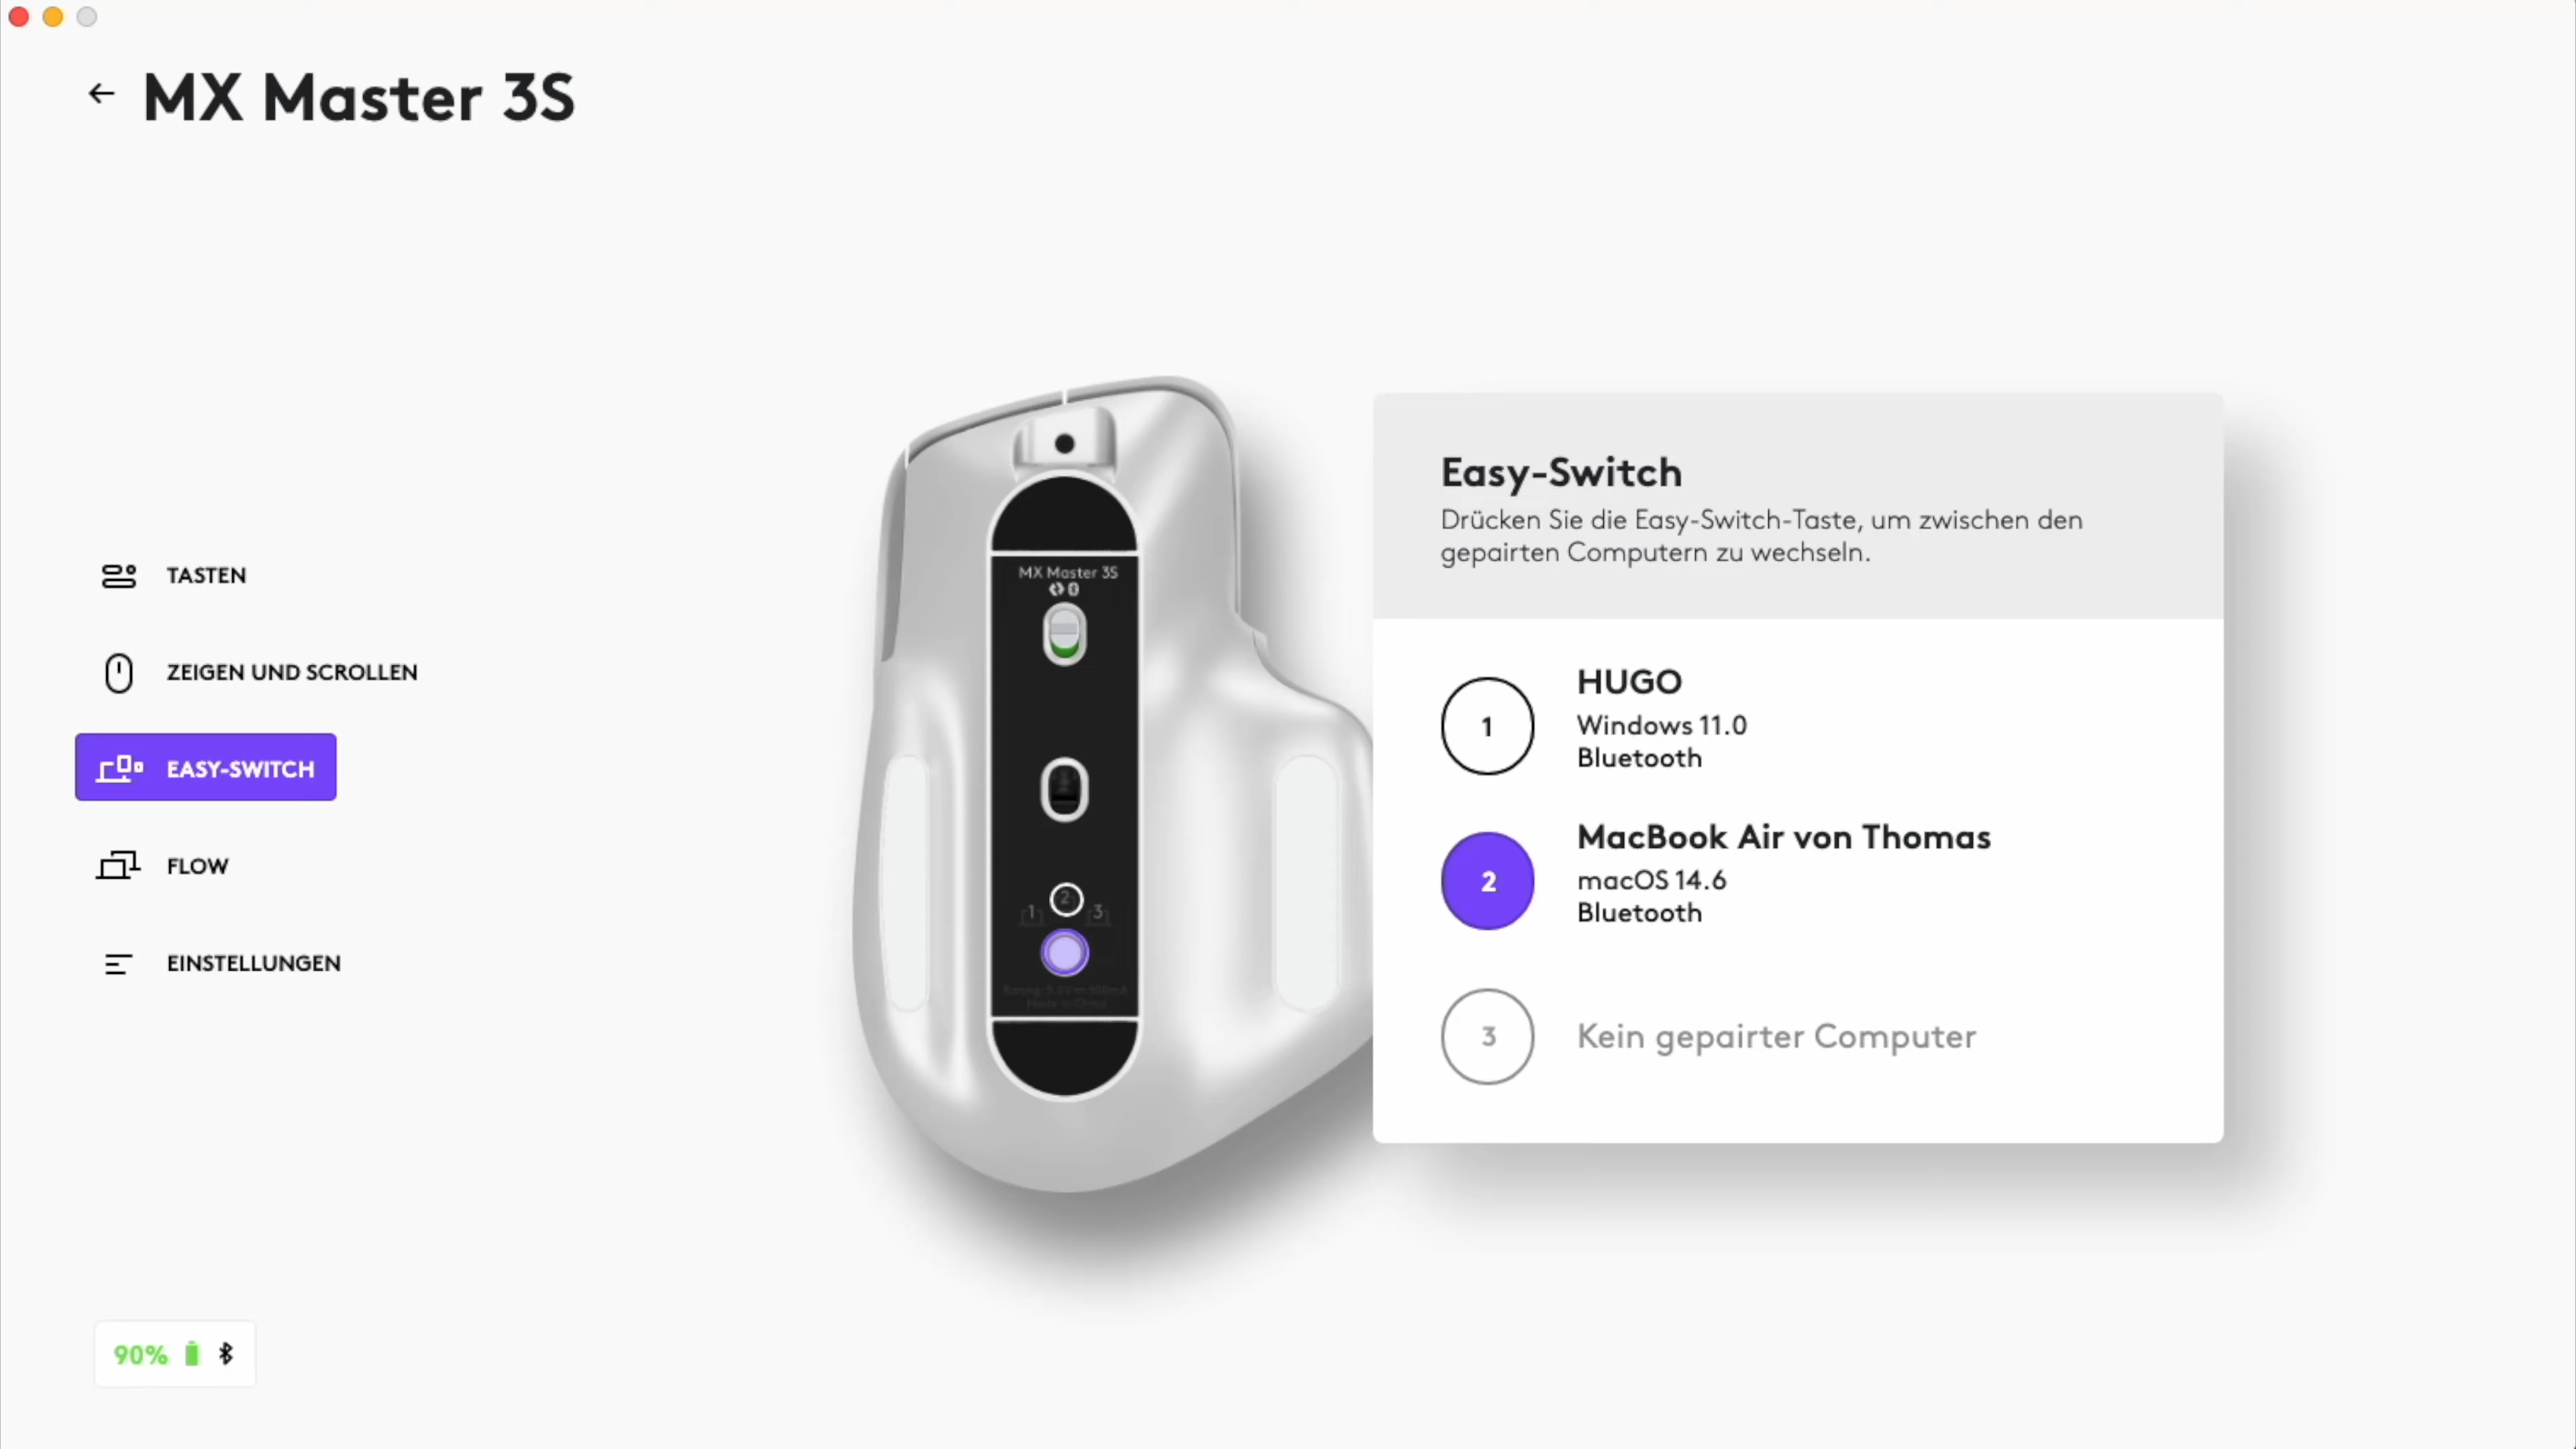 MX Master 3S
TASTEN
ZEIGEN UND SCROLLEN
EASY-SWITCH
FLOW
EINSTELLUNGEN
90%
MX Master 3S
1
2
3
Easy-Switch
Drücken Sie die Easy-Switch-Taste, um zwischen den
gepairten Computern zu wechseln.
1
HUGO
Windows 11.0
Bluetooth
2
MacBook Air von Thomas
macOS 14.6
Bluetooth
3
Kein gepairter Computer